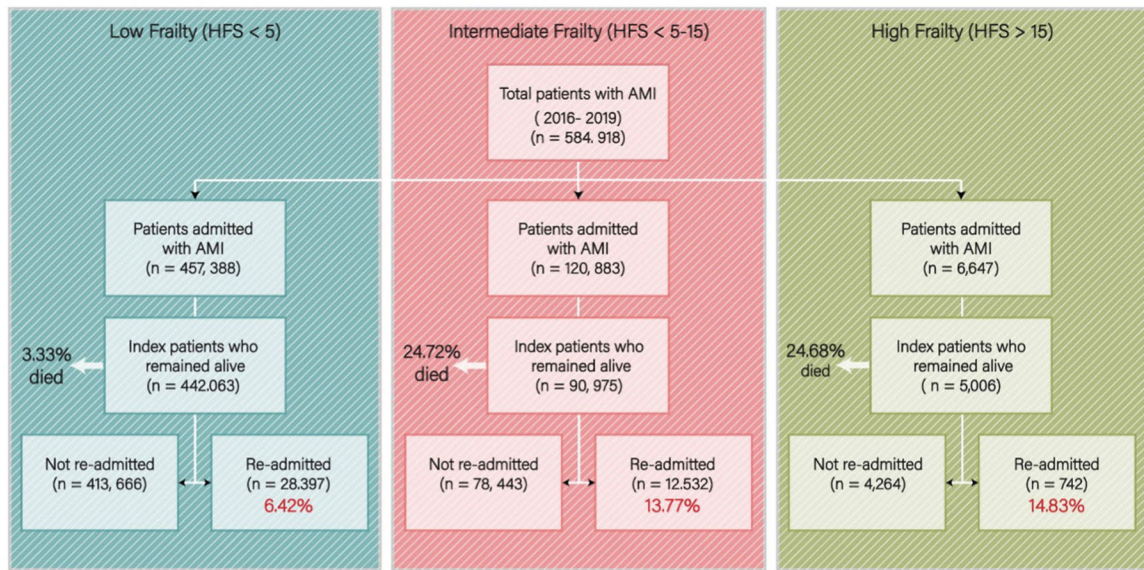 Low Frailty (HFS < 5)
Intermediate Frailty (HFS < 5-15)
High Frailty (HFS > 15)
Total patients with AMI
( 2016- 2019)
(n = 584. 918)
Patients admitted
with AMI
(n = 457, 388)
Patients admitted
with AMI
(n = 120, 883)
Patients admitted
with AMI
(n = 6,647)
3.33%
died
Index patients who
remained alive
(n = 442.063)
24.72%
died
Index patients who
remained alive
(n = 90, 975)
24.68%
died
Index patients who
remained alive
( n = 5,006)
Not re-admitted
(n = 413, 666)
Re-admitted
(n = 28.397)
6.42%
Not re-admitted
(n = 78, 443)
Re-admitted
(n = 12.532)
13.77%
Not re-admitted
(n = 4,264)
Re-admitted
(n = 742)
14.83%